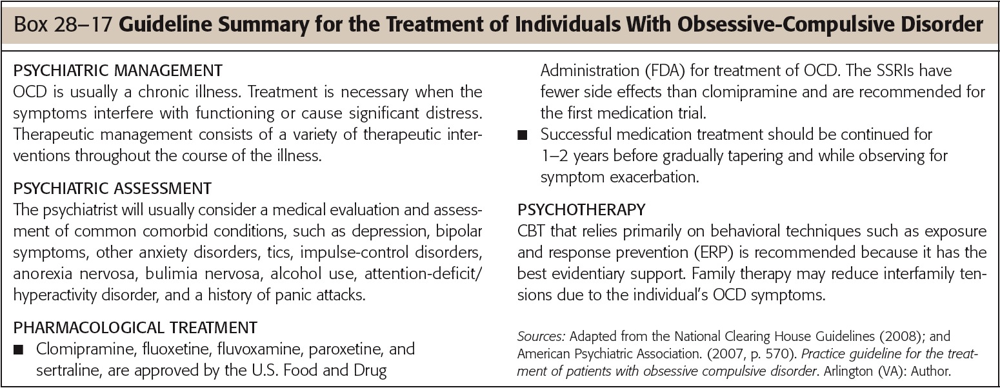 Box 28–17 Guideline Summary for the Treatment of Individuals With Obsessive-Compulsive Disorder
PSYCHIATRIC MANAGEMENT
OCD is usually a chronic illness. Treatment is necessary when the
symptoms interfere with functioning or cause significant distress.
Therapeutic management consists of a variety of therapeutic inter-
ventions throughout the course of the illness.
PSYCHIATRIC ASSESSMENT
The psychiatrist will usually consider a medical evaluation and assess-
ment of common comorbid conditions, such as depression, bipolar
symptoms, other anxiety disorders, tics, impulse-control disorders,
anorexia nervosa, bulimia nervosa, alcohol use, attention-deficit/
hyperactivity disorder, and a history of panic attacks.
PHARMACOLOGICAL TREATMENT
■ Clomipramine, fluoxetine, fluvoxamine, paroxetine, and
sertraline, are approved by the U.S. Food and Drug
Administration (FDA) for treatment of OCD. The SSRIs have
fewer side effects than clomipramine and are recommended for
the first medication trial.
■ Successful medication treatment should be continued for
1–2 years before gradually tapering and while observing for
symptom exacerbation.
PSYCHOTHERAPY
CBT that relies primarily on behavioral techniques such as exposure
and response prevention (ERP) is recommended because it has the
best evidentiary support. Family therapy may reduce interfamily ten-
sions due to the individual's OCD symptoms.
Sources: Adapted from the National Clearing House Guidelines (2008); and
American Psychiatric Association. (2007, p. 570). Practice guideline for the treat-
ment of patients with obsessive compulsive disorder. Arlington (VA): Author.